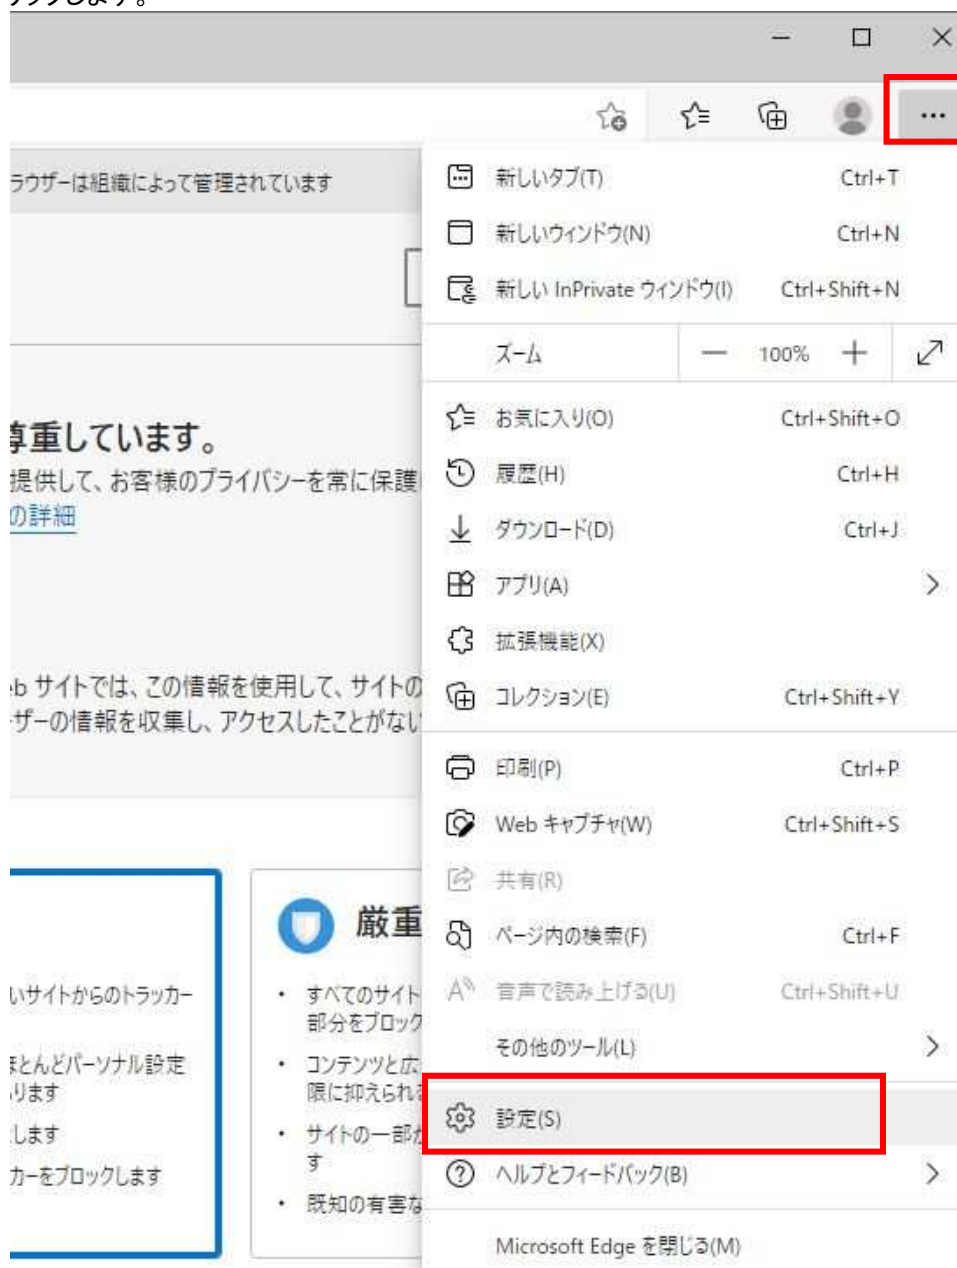 リックします。
ラウザーは組織によって管理されています
尊重しています。
提供して、お客様のプライバシーを常に保護
の詳細
eb サイトでは、この情報を使用して、サイトの
ーザーの情報を収集し、アクセスしたことがない
いサイトからのトラッカー
ほとんどパーソナル設定
ります
します
カーをブロックします
厳重
• すべてのサイト
部分をブロック
• コンテンツと広
限に抑えられ
• サイトの一部が
す
• 既知の有害な
新しいタブ(T) Ctrl+T
新しいウィンドウ(N) Ctrl+N
新しい InPrivate ウィンドウ(I) Ctrl+Shift+N
ズーム — 100% +
お気に入り(O) Ctrl+Shift+O
履歴(H) Ctrl+H
ダウンロード(D) Ctrl+J
アプリ(A)
拡張機能(X)
コレクション(E) Ctrl+Shift+Y
印刷(P) Ctrl+P
Web キャプチャ(W) Ctrl+Shift+S
共有(R)
ページ内の検索(F) Ctrl+F
音声で読み上げる(U) Ctrl+Shift+U
その他のツール(L)
設定(S)
ヘルプとフィードバック(B)
Microsoft Edge を閉じる(M)